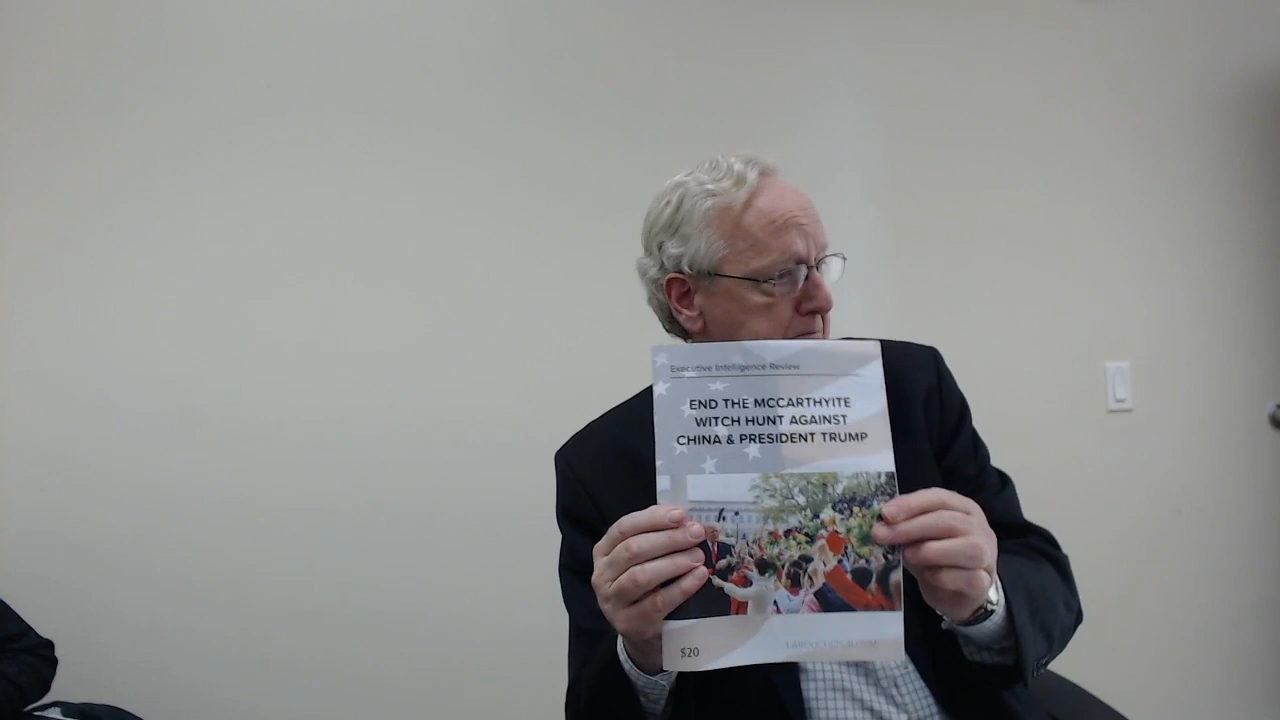 Executive Intelligence Review
END THE MCCARTHYITE
WITCH HUNT AGAINST
CHINA & PRESIDENT TRUMP
$20